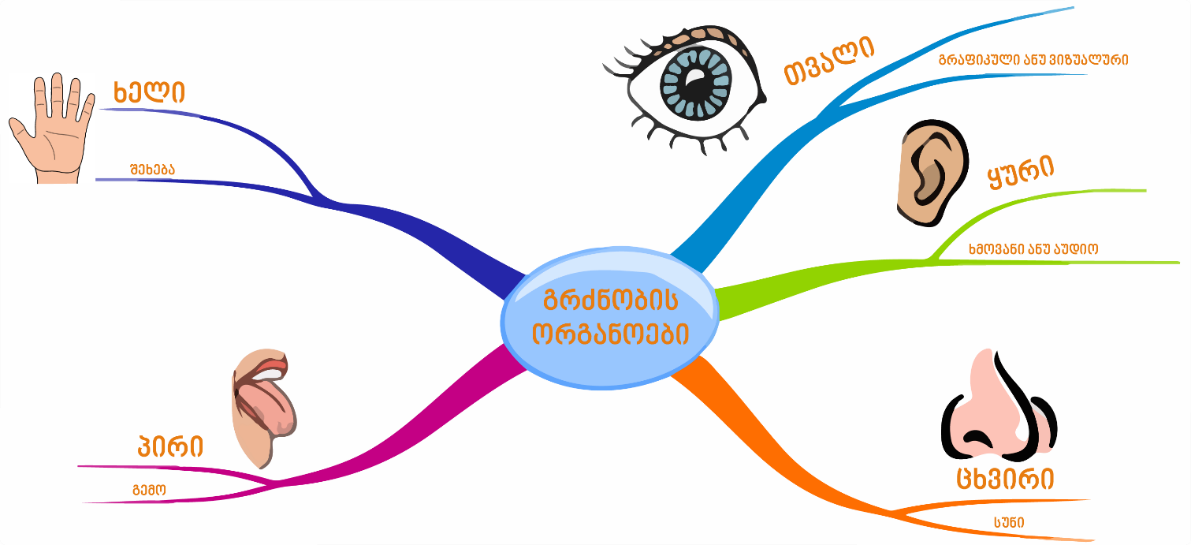 გრძნობის
ორგანოები
თვალი
გრაფიკული ანუ ვიზუალური
ყური
ხმოვანი ანუ აუდიო
ცხვირი
სუნი
ხელი
შეხება
პირი
გემო